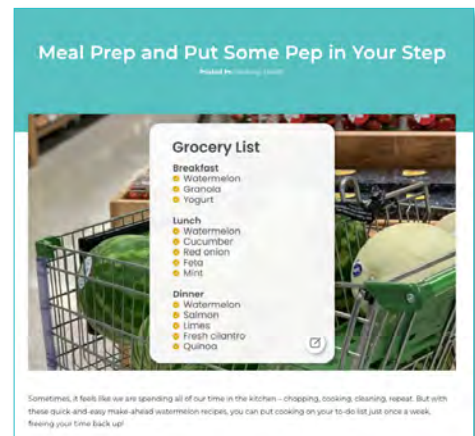 Meal Prep and Put Some Pep in Your Step
Posted In
Grocery List
Breakfast
Watermelon
Granola
Yogurt
Lunch
Watermelon
Cucumber
Red onion
Feta
Mint
Dinner
Watermelon
Salmon
Limes
Fresh cilantro
Quinoa
Sometimes, it feels like we are spending all of our time in the kitchen – chopping, cooking, cleaning, repeat. But with
these quick-and-easy make-ahead watermelon recipes, you can put cooking on your to-do list just once a week,
freeing your time back up!